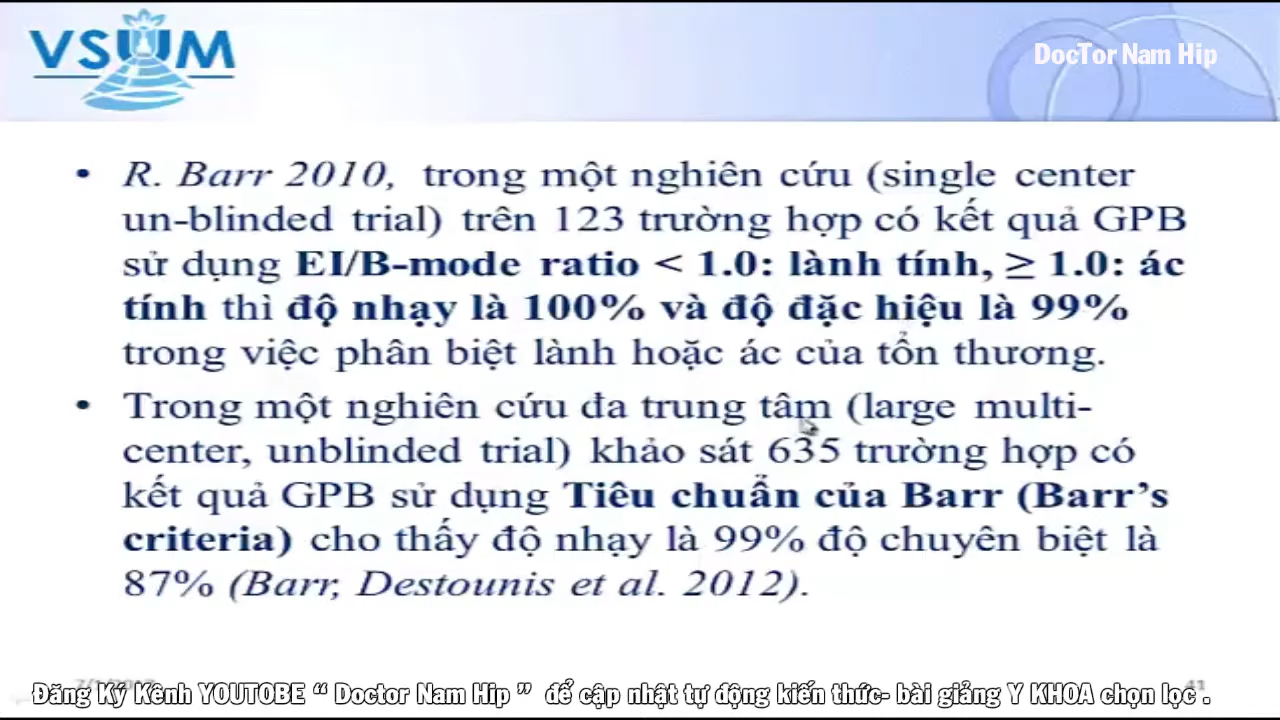 VSUM
DocTor Nam Hip
• R. Barr 2010, trong một nghiên cứu (single center
un-blinded trial) trên 123 trường hợp có kết quả GPB
sử dụng EI/B-mode ratio < 1.0: lành tính, ≥ 1.0: ác
tính thì độ nhạy là 100% và độ đặc hiệu là 99%
trong việc phân biệt lành hoặc ác của tổn thương.
• Trong một nghiên cứu đa trung tâm (large multi-
center, unblinded trial) khảo sát 635 trường hợp có
kết quả GPB sử dụng Tiêu chuẩn của Barr (Barr’s
criteria) cho thấy độ nhạy là 99% độ chuyên biệt là
87% (Barr, Destounis et al. 2012).
41
Đăng Ký Kênh YOUTOBE “ Doctor Nam Hip ” để cập nhật tự động kiến thức- bài giảng Y KHOA chọn lọc .